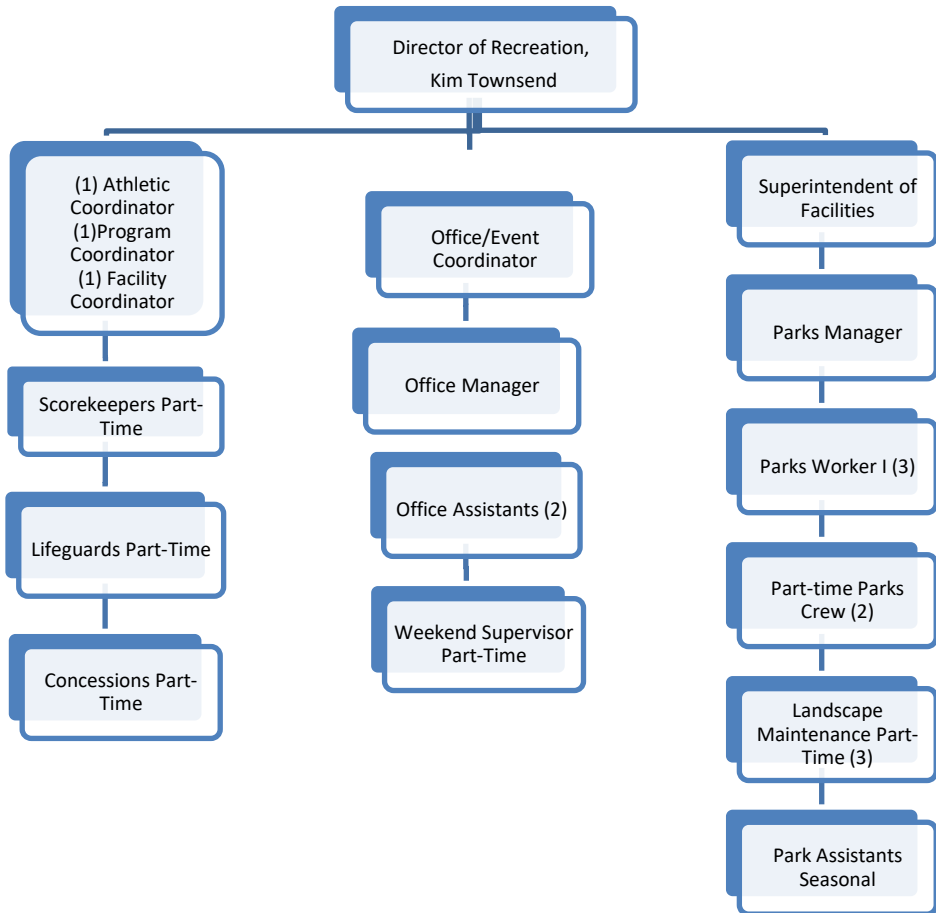 Director of Recreation,
Kim Townsend
(1) Athletic
Coordinator
(1)Program
Coordinator
(1) Facility
Coordinator
Scorekeepers Part-
Time
Lifeguards Part-Time
Concessions Part-
Time
Office/Event
Coordinator
Office Manager
Office Assistants (2)
Weekend Supervisor
Part-Time
Superintendent of
Facilities
Parks Manager
Parks Worker I (3)
Part-time Parks
Crew (2)
Landscape
Maintenance Part-
Time (3)
Park Assistants
Seasonal